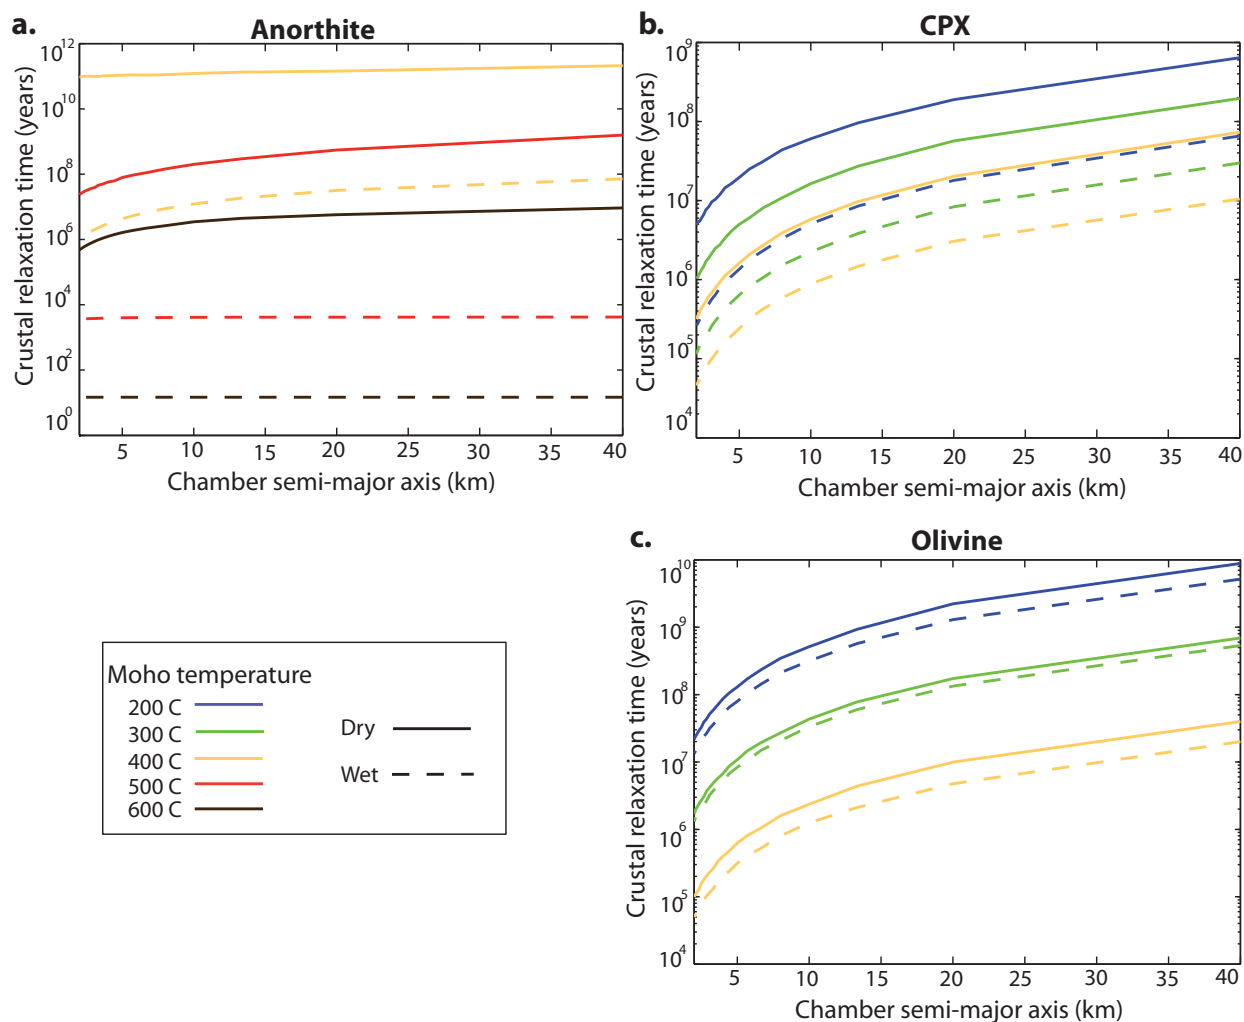 a.
Anorthite
Crustal relaxation time (years)
10^12
10^10
10^8
10^6
10^4
10^2
10^0
5
10
15
20
25
30
35
40
Chamber semi-major axis (km)
b.
CPX
Crustal relaxation time (years)
10^9
10^8
10^7
10^6
10^5
10^4
5
10
15
20
25
30
35
40
Chamber semi-major axis (km)
Moho temperature
200 C
300 C
400 C
500 C
600 C
Dry
Wet
c.
Olivine
Crustal relaxation time (years)
10^10
10^9
10^8
10^7
10^6
10^5
10^4
5
10
15
20
25
30
35
40
Chamber semi-major axis (km)